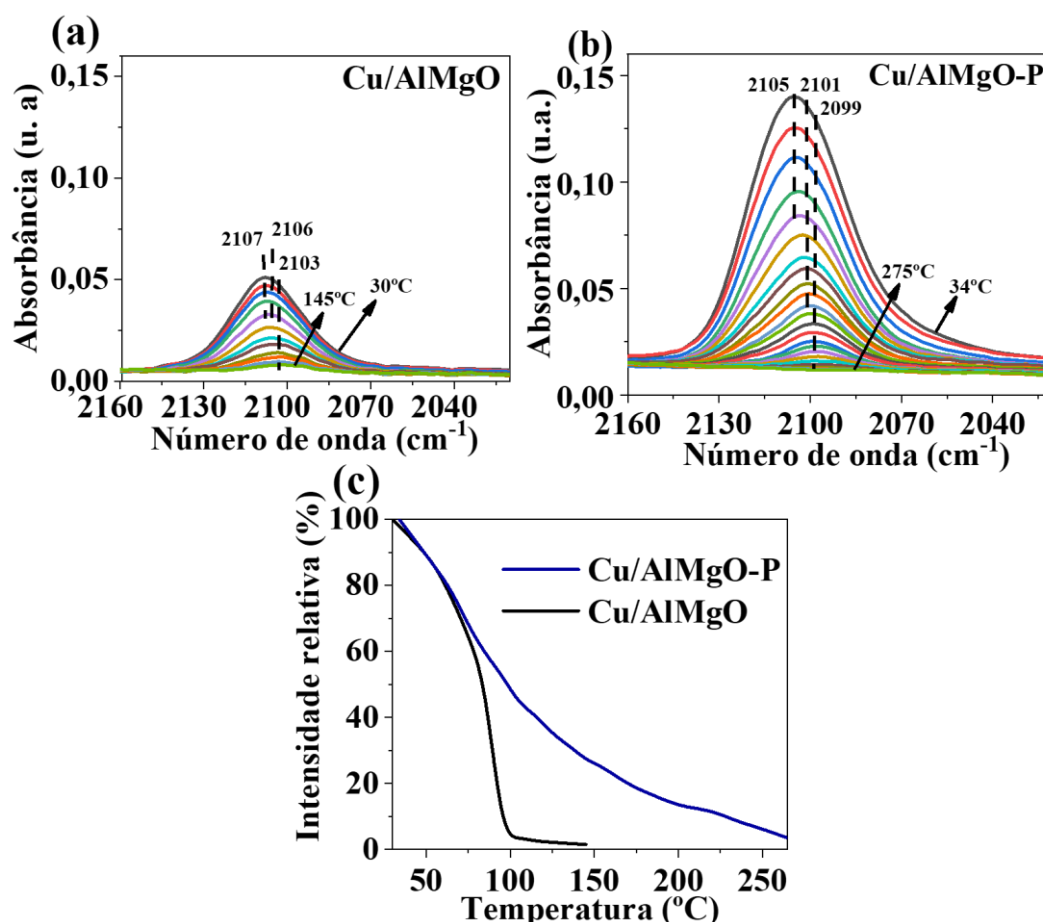 (a)
Cu/AlMgO
0,15
0,10
0,05
0,00
Absorbância (u. a)
2107
2106
2103
145ºC
30ºC
2160 2130 2100 2070 2040
Número de onda (cm-1)
(b)
Cu/AlMgO-P
0,15
0,10
0,05
0,00
Absorbância (u.a.)
2105 2101
2099
275ºC
34ºC
2160 2130 2100 2070 2040
Número de onda (cm-1)
(c)
100
80
60
40
20
0
Intensidade relativa (%)
Cu/AlMgO-P
Cu/AlMgO
50 100 150 200 250
Temperatura (ºC)